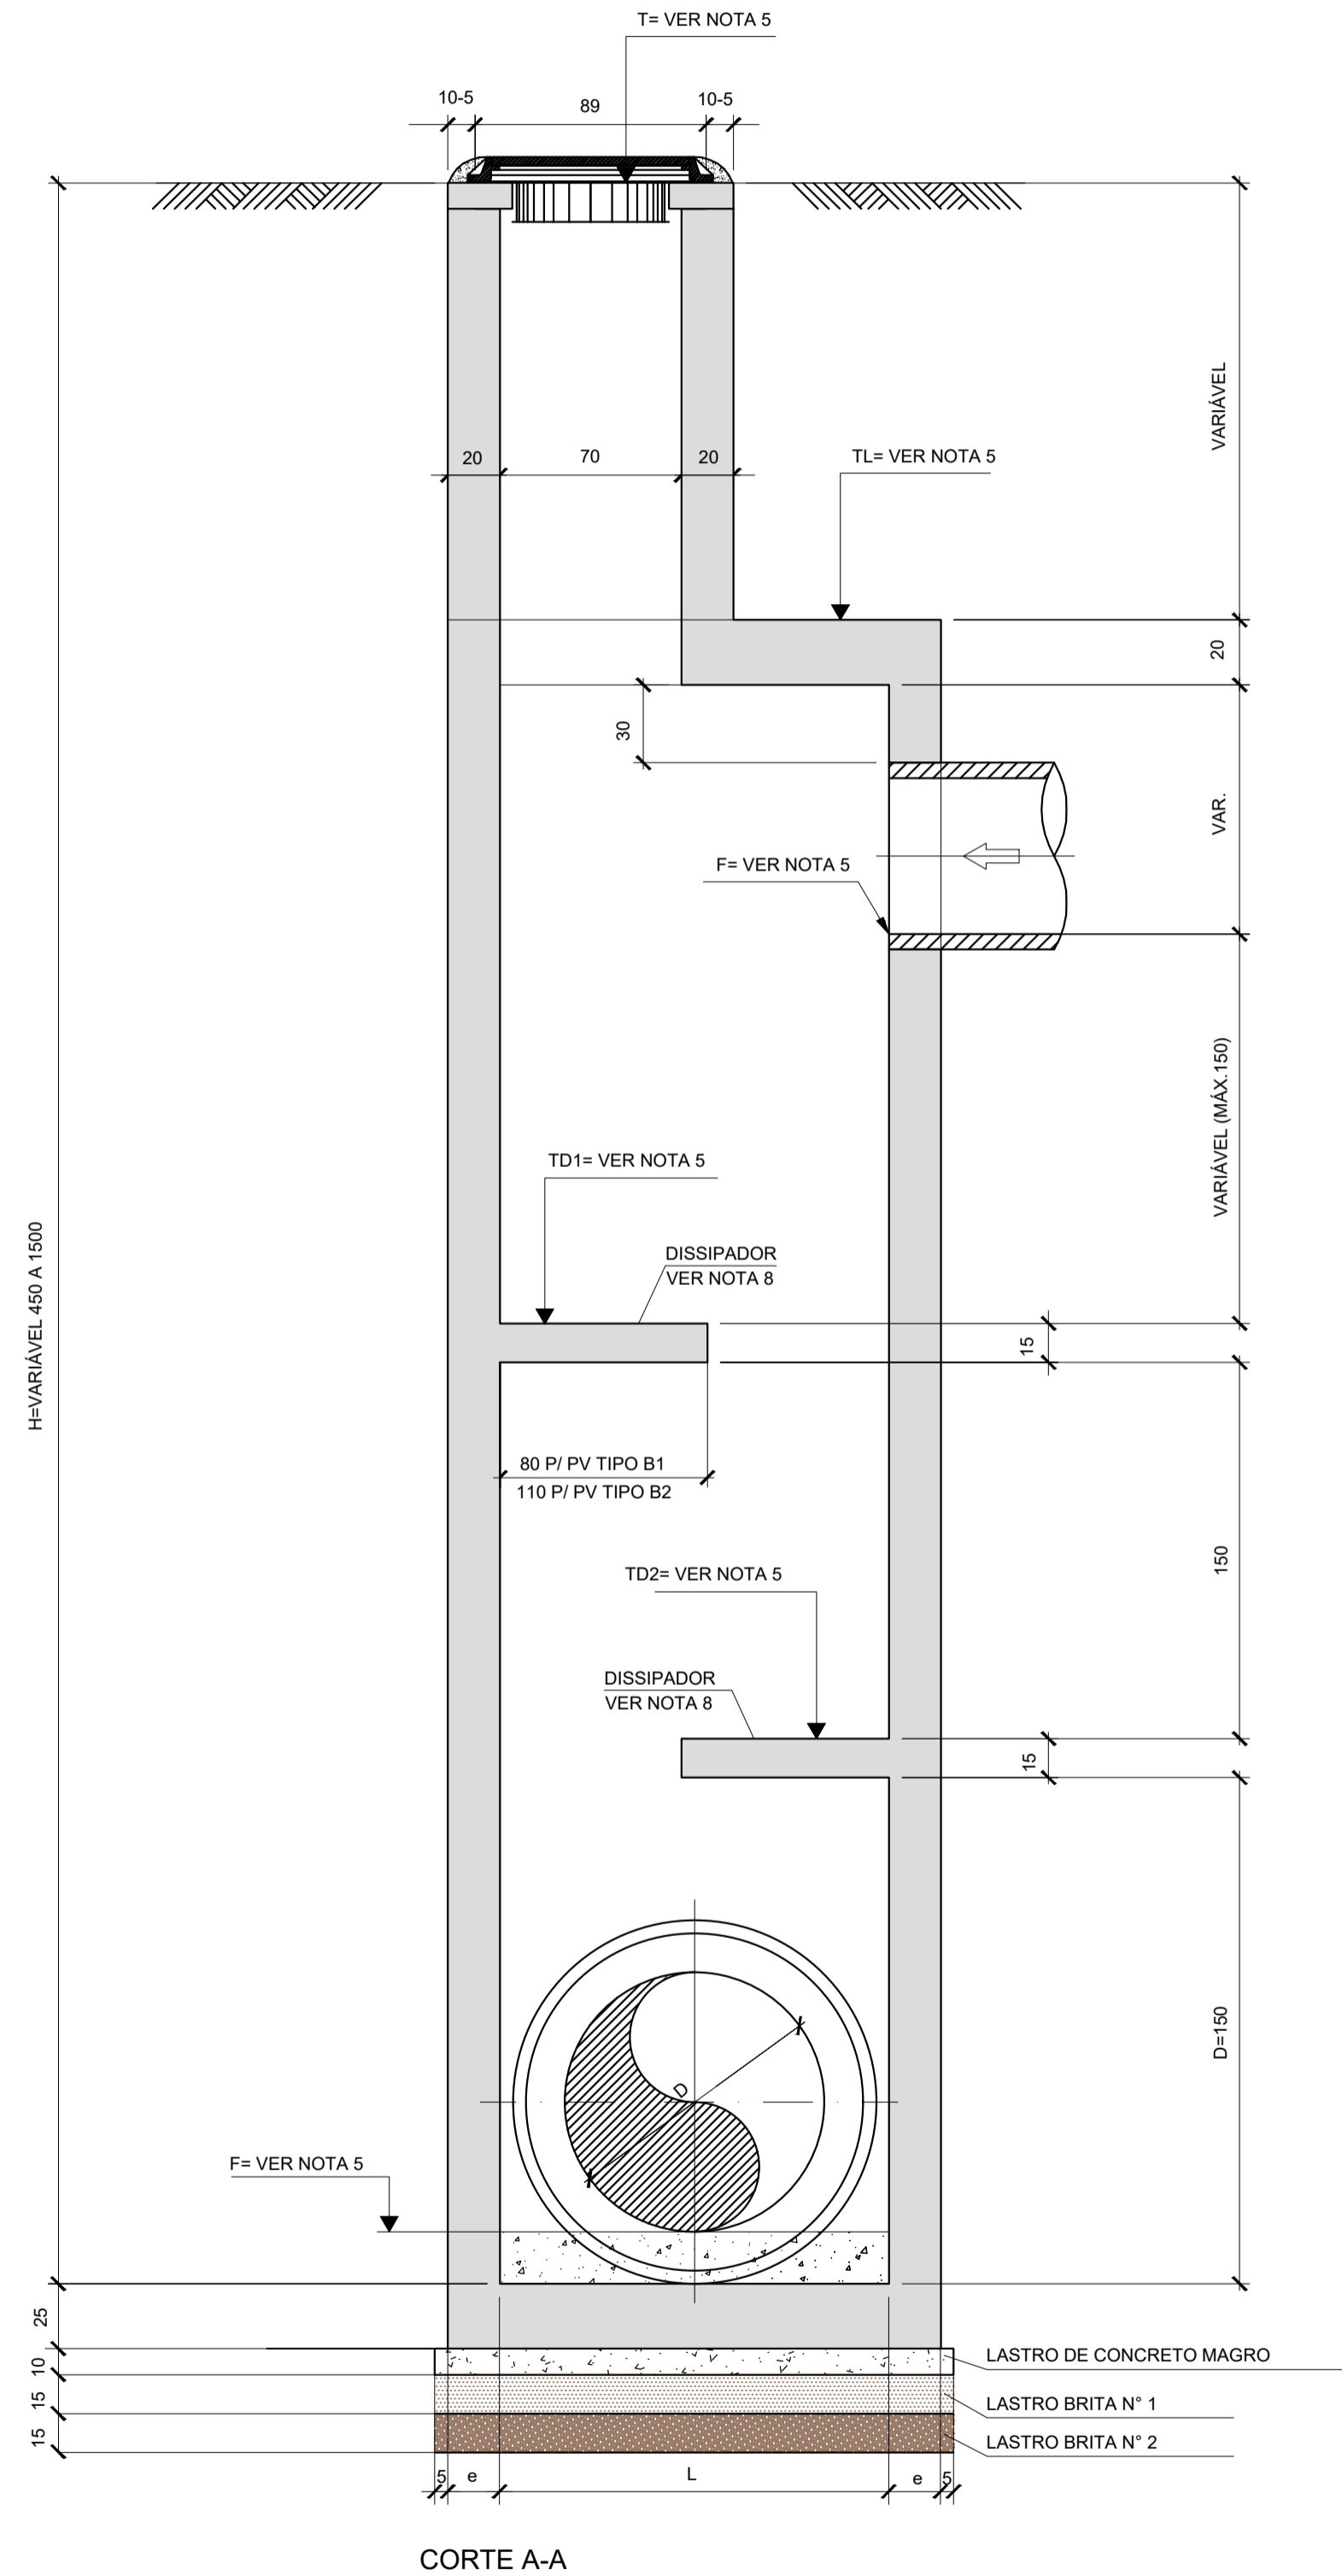 T= VER NOTA 5
10-5
89
10-5
20
70
20
TL= VER NOTA 5
VARIÁVEL
20
30
VAR.
F= VER NOTA 5
VARIÁVEL (MÁX.150)
TD1= VER NOTA 5
DISSIPADOR
VER NOTA 8
H=VARIÁVEL 450 A 1500
15
80 P/ PV TIPO B1
110 P/ PV TIPO B2
150
TD2= VER NOTA 5
DISSIPADOR
VER NOTA 8
15
D=150
D
F= VER NOTA 5
25
10
15
15
LASTRO DE CONCRETO MAGRO
LASTRO BRITA N° 1
LASTRO BRITA N° 2
5
e
L
e
5
CORTE A-A